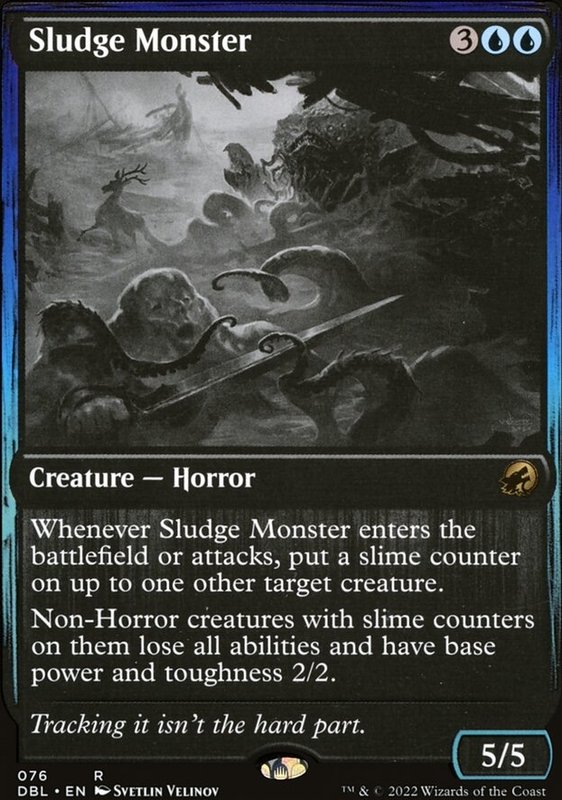 Sludge Monster 3
Creature — Horror
Whenever Sludge Monster enters the
battlefield or attacks, put a slime counter
on up to one other target creature.
Non-Horror creatures with slime counters
on them lose all abilities and have base
power and toughness 2/2.
Tracking it isn't the hard part.
5/5
076 R
DBL • EN Svetlin Velinov
™ & © 2022 Wizards of the Coast